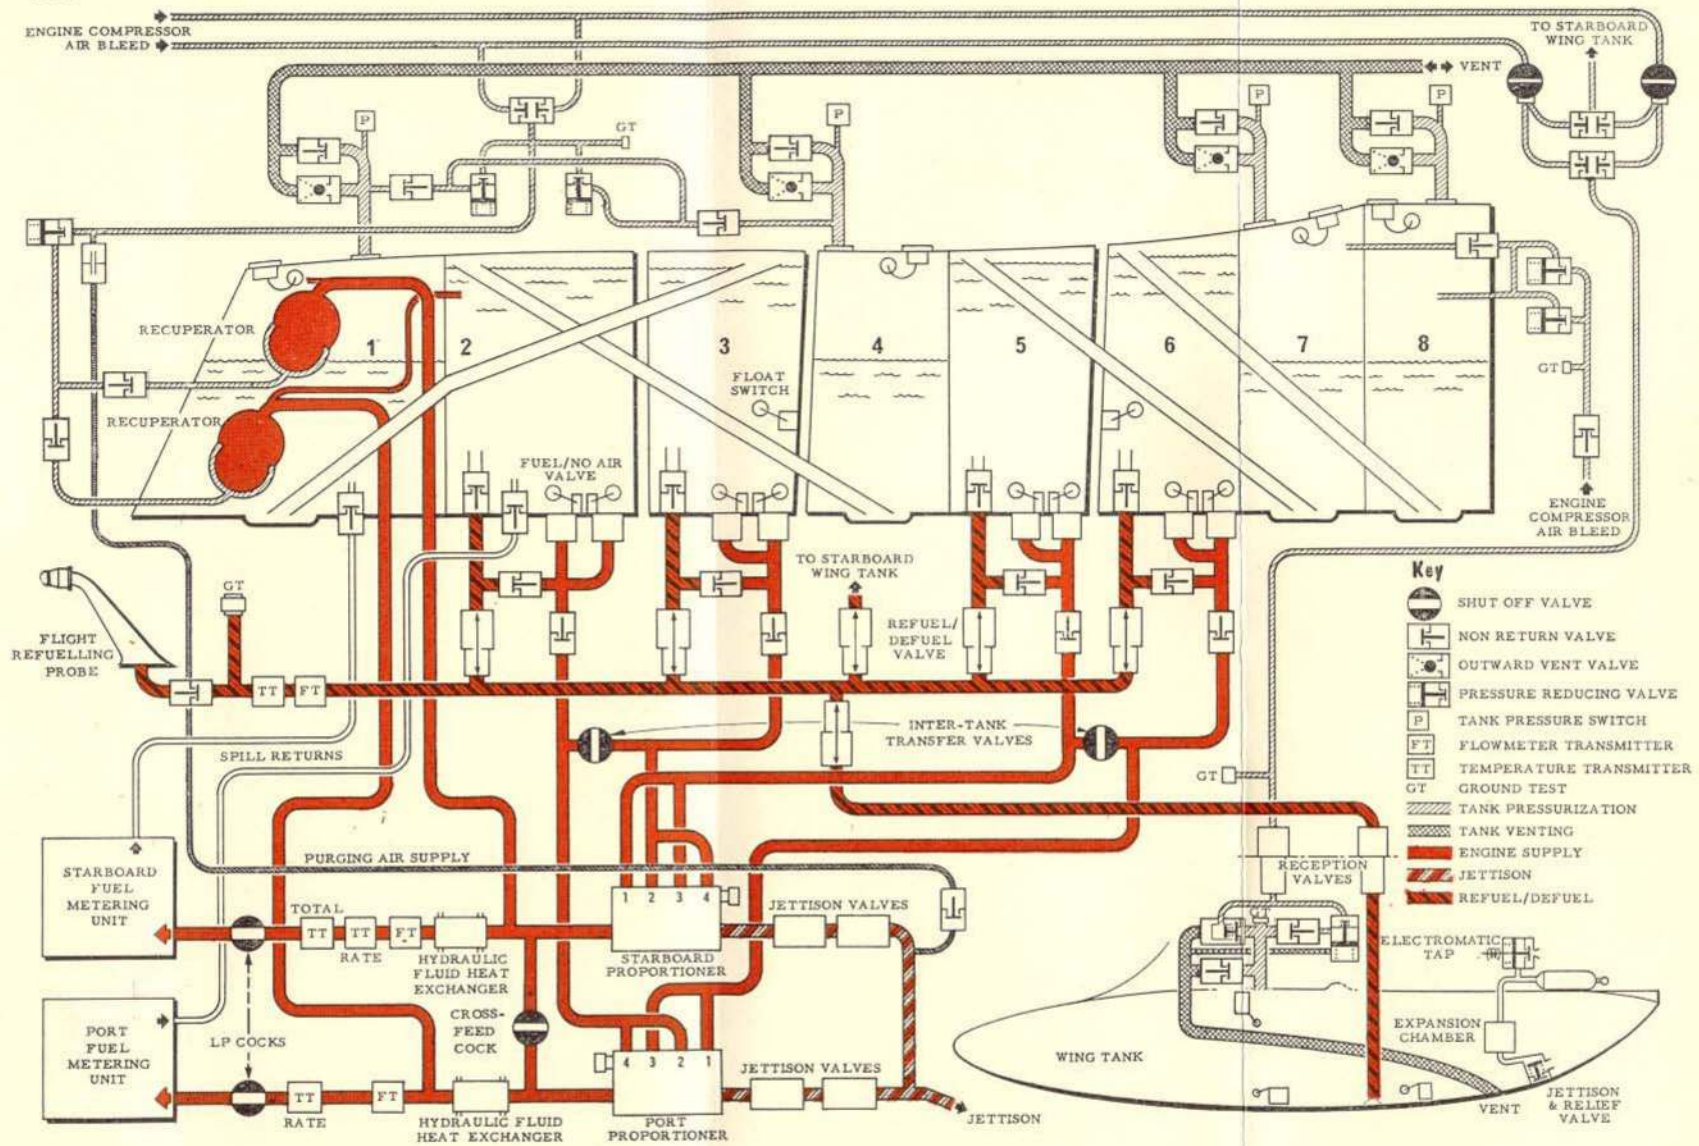 ENGINE COMPRESSOR
AIR BLEED
TO STARBOARD
WING TANK
VENT
P
GT
P
P
P
RECUPERATOR
RECUPERATOR
1
2
3
4
5
6
7
8
FLOAT
SWITCH
FUEL/NO AIR
VALVE
GT
ENGINE
COMPRESSOR
AIR BLEED
TO STARBOARD
WING TANK
REFUEL/
DEFUEL
VALVE
GT
FLIGHT
REFUELLING
PROBE
TT
FT
INTER-TANK
TRANSFER VALVES
SPILL RETURNS
GT
Key
SHUT OFF VALVE
NON RETURN VALVE
OUTWARD VENT VALVE
PRESSURE REDUCING VALVE
P TANK PRESSURE SWITCH
FT FLOWMETER TRANSMITTER
TT TEMPERATURE TRANSMITTER
GT GROUND TEST
TANK PRESSURIZATION
TANK VENTING
ENGINE SUPPLY
JETTISON
REFUEL/DEFUEL
PURGING AIR SUPPLY
STARBOARD
FUEL
METERING
UNIT
TOTAL
TT
TT
FT
RATE
HYDRAULIC
FLUID HEAT
EXCHANGER
1 2 3 4
STARBOARD
PROPORTIONER
JETTISON VALVES
RECEPTION
VALVES
GT
ELECTROMATIC
TAP
PORT
FUEL
METERING
UNIT
LP COCKS
CROSS-
FEED
COCK
TT
FT
RATE
HYDRAULIC FLUID
HEAT EXCHANGER
4 3 2 1
PORT
PROPORTIONER
JETTISON VALVES
JETTISON
WING TANK
EXPANSION
CHAMBER
VENT
JETTISON
& RELIEF
VALVE